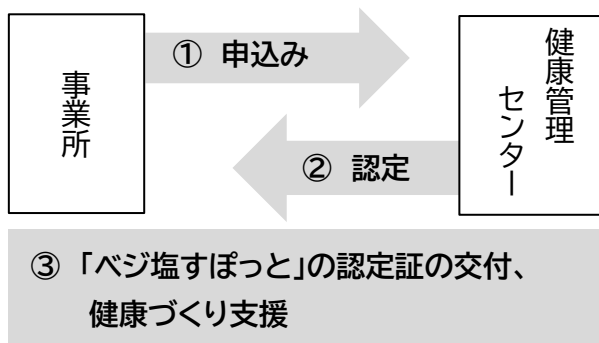 事業所
① 申込み
健康管理
センター
② 認定
③ 「ベジ塩すぽっと」の認定証の交付、
健康づくり支援